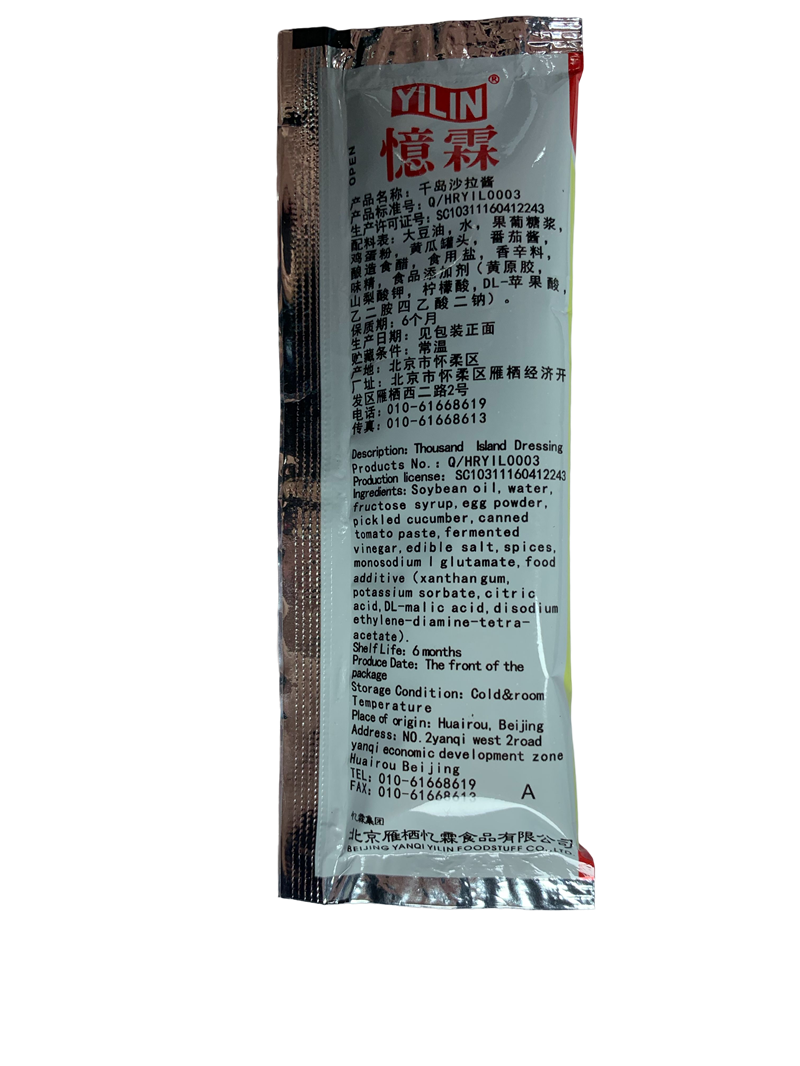 YiLIN®
憶霖
OPEN
产品名称：千岛沙拉酱
产品标准号：Q/HRYIL0003
生产许可证号：SC10311160412243
配料表：大豆油，水，果葡糖浆，
鸡蛋粉，黄瓜罐头，番茄酱，
酿造食醋，食用盐，香辛料，
味精，食品添加剂（黄原胶，
山梨酸钾，柠檬酸，DL-苹果酸，
乙二胺四乙酸二钠）。
保质期：6个月
生产日期：见包装正面
贮藏条件：常温
产地：北京市怀柔区
厂址：北京市怀柔区雁栖经济开
发区雁栖西二路2号
电话：010-61668619
传真：010-61668613
Description: Thousand Island Dressing
Products No.: Q/HRYIL0003
Production license: SC10311160412243
Ingredients: Soybean oil, water,
fructose syrup, egg powder,
pickled cucumber, canned
tomato paste, fermented
vinegar, edible salt, spices,
monosodium l glutamate, food
additive (xanthan gum,
potassium sorbate, citric
acid, DL-malic acid, disodium
ethylene-diamine-tetra-
acetate).
Shelf Life: 6 months
Produce Date: The front of the
package
Storage Condition: Cold&room
Temperature
Place of origin: Huairou, Beijing
Address: NO.2yanqi west 2road
yanqi economic development zone
Huairou Beijing
TEL: 010-61668619
FAX: 010-61668613
A
忆霖集团
北京雁栖忆霖食品有限公司
BEIJING YANQI YILIN FOODSTUFF CO., LTD